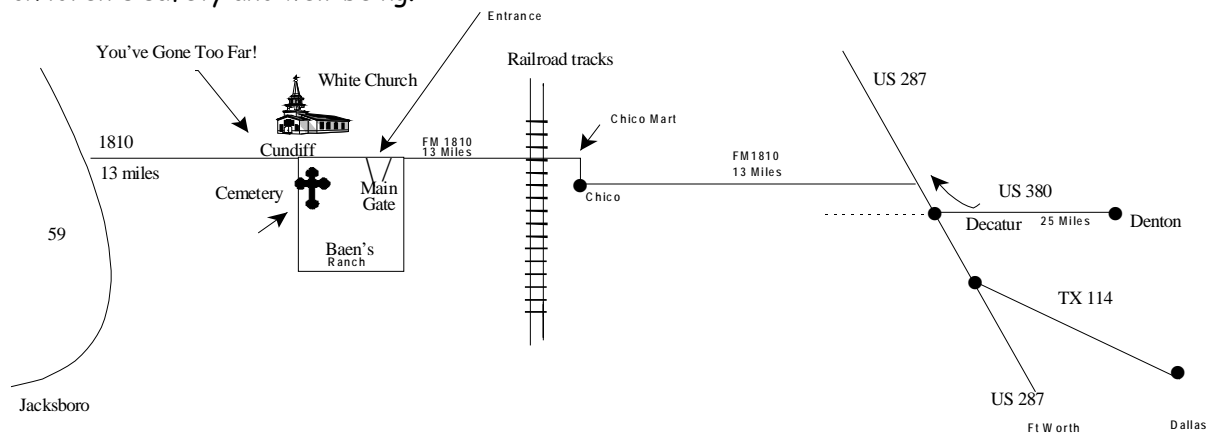 Entrance
You've Gone Too Far!
White Church
Railroad tracks
US 287
Chico Mart
1810
13 miles
Cundiff
FM 1810
13 Miles
FM1810
13 Miles
Cemetery
Main
Gate
Chico
US 380
25 Miles
Decatur
Denton
59
Baen's
Ranch
TX 114
Jacksboro
US 287
Ft Worth
Dallas